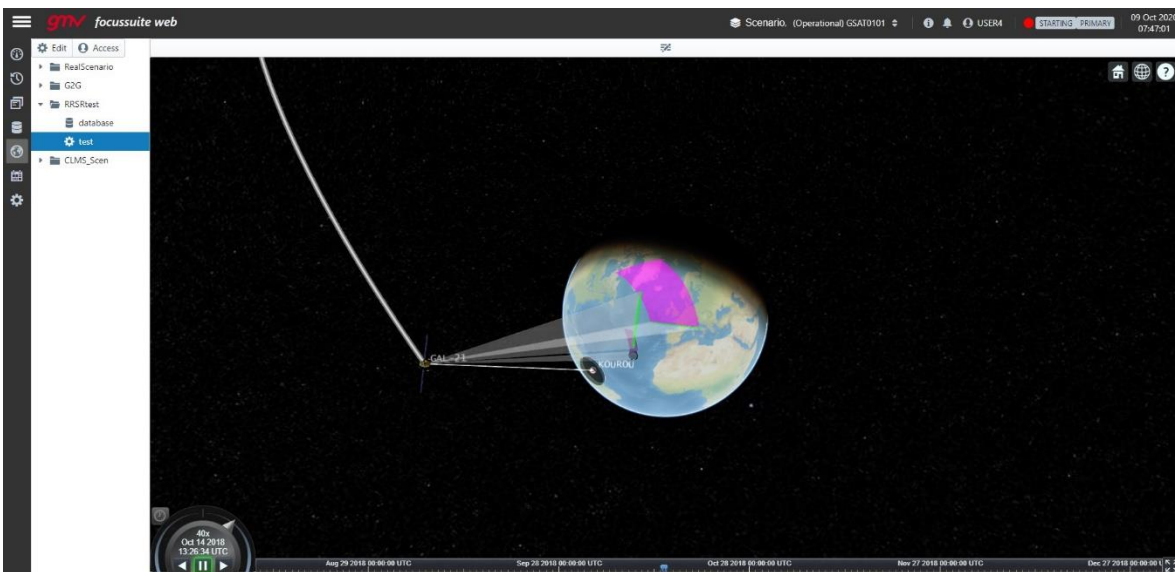 gmv focussuite web
Scenario. (Operational) GSAT0101
USER4
STARTING PRIMARY
09 Oct 2020
07:47:01
Edit Access
RealScenario
G2G
RRSRtest
database
test
CLMS_Scen
?
GAL-21
KOUROU
40x
Oct 14 2018
13:26:34 UTC
Aug 29 2018 00:00:00 UTC Sep 28 2018 00:00:00 UTC Oct 28 2018 00:00:00 UTC Nov 27 2018 00:00:00 UTC Dec 27 2018 00:00:00